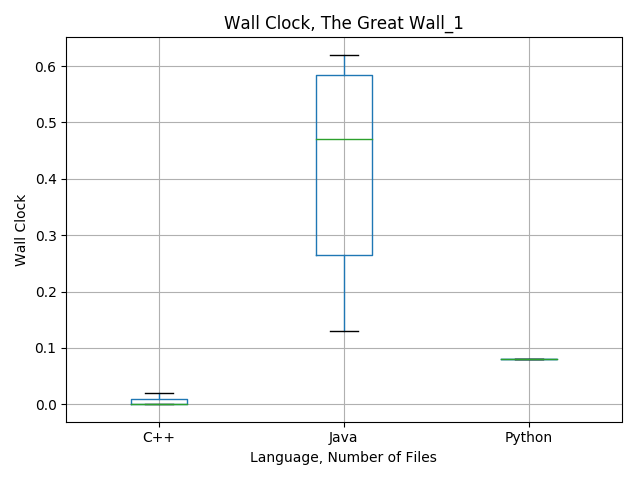 Wall Clock, The Great Wall_1
0.6
0.5
0.4
0.3
0.2
0.1
0.0
Wall Clock
C++ Java Python
Language, Number of Files